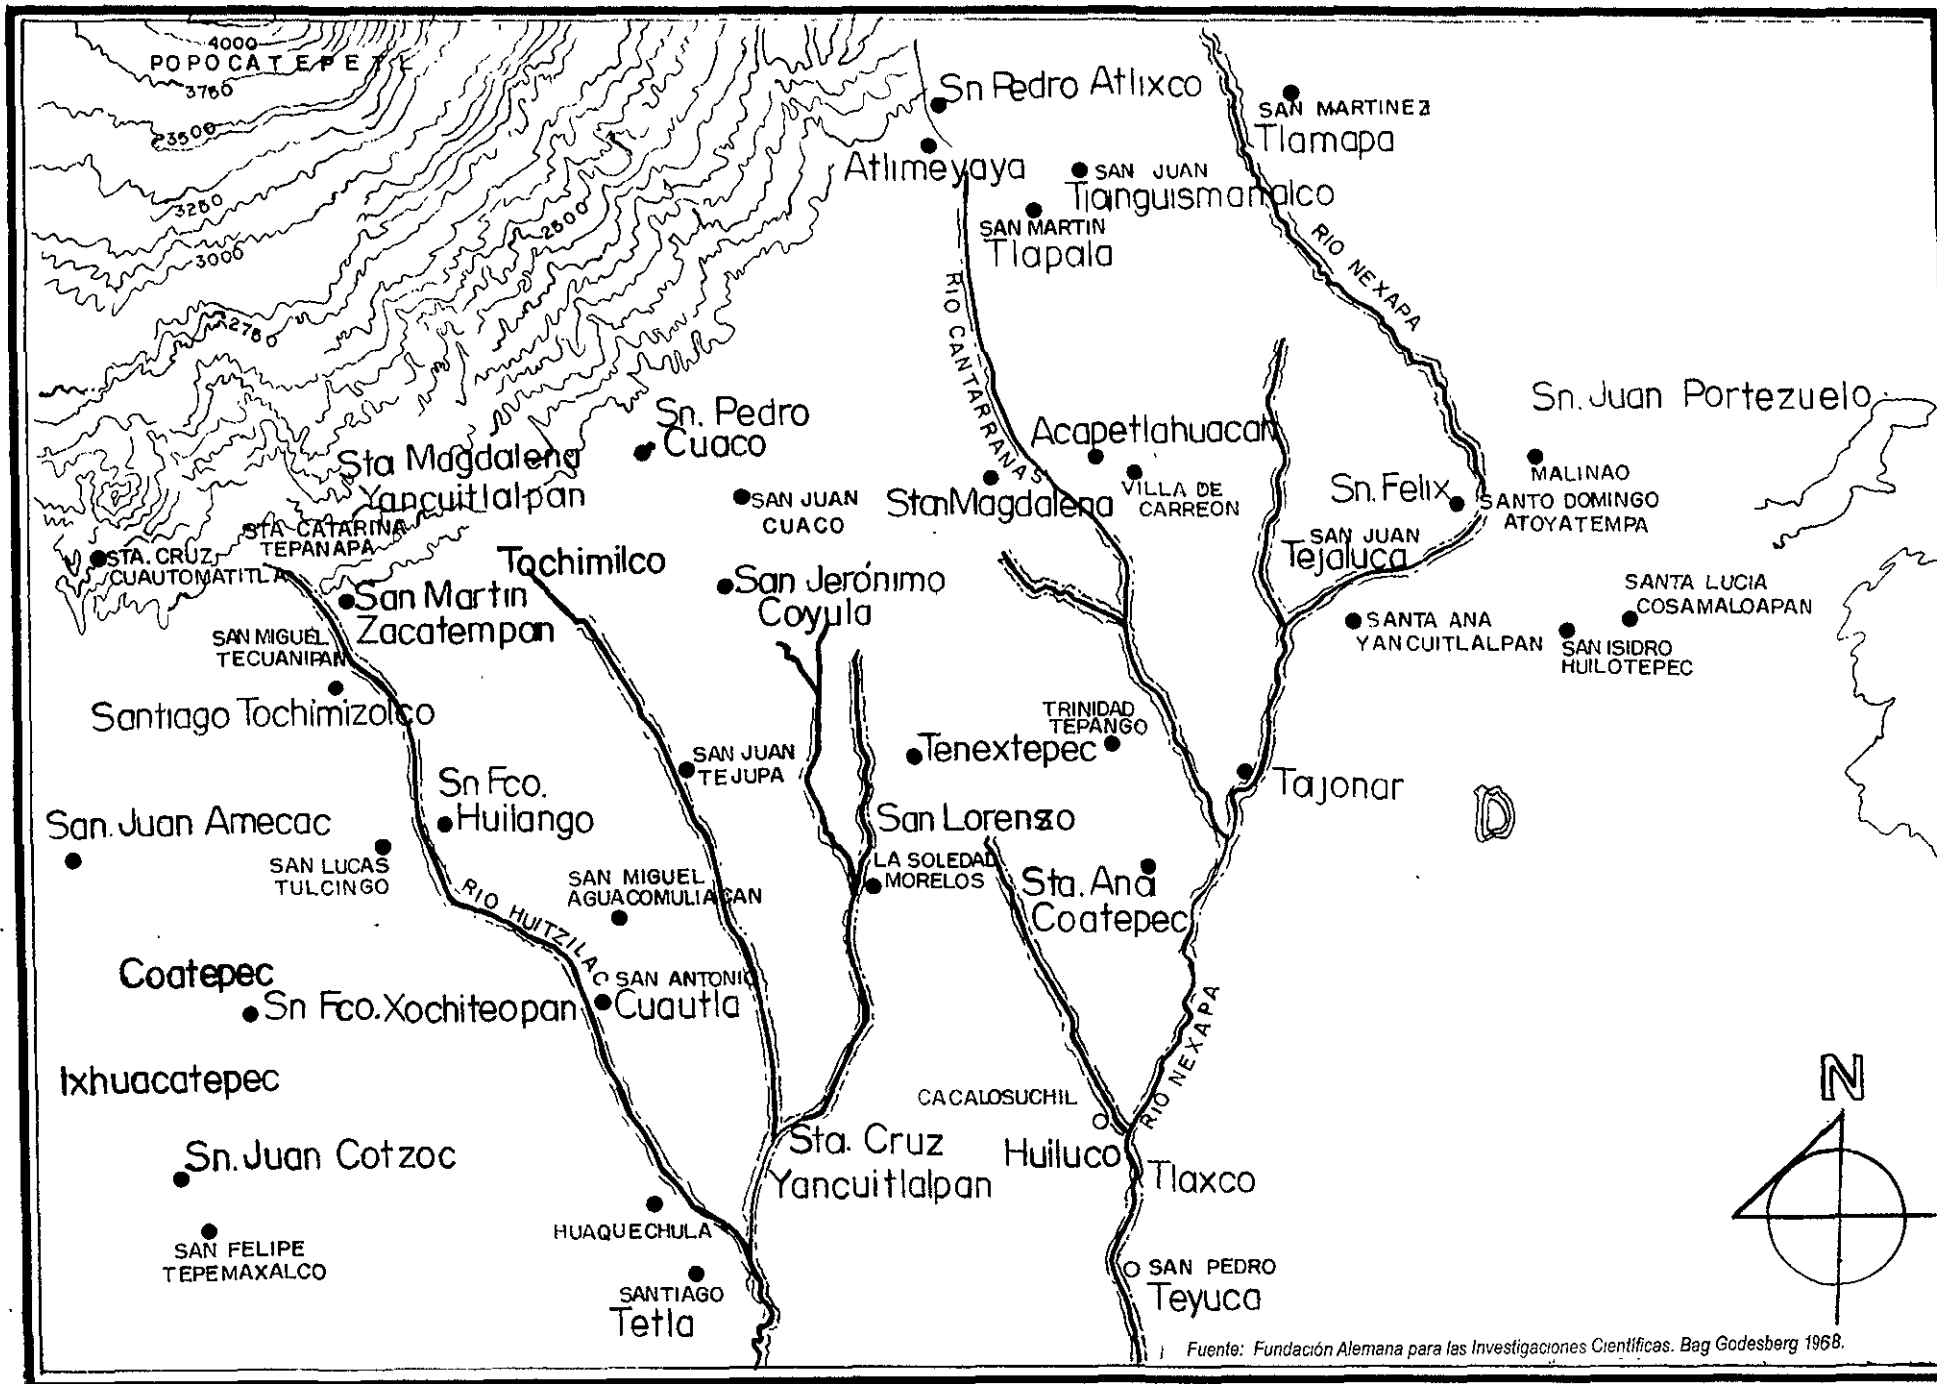 4000
POPOCATEPETL
3750
3500
3250
3000
2500
2750
Sn Pedro Atlixco
Atlimeyaya
SAN JUAN
Tianguismanalco
SAN MARTIN
Tlapala
SAN MARTINEZ
Tlamapa
RIO NEXAPA
RIO CANTARRANAS
Sn. Juan Portezuelo
Sn. Pedro
Cuaco
Sta Magdalena
Yancuitlalpan
SAN JUAN
CUACO
Acapetlahuacan
StanMagdalena
VILLA DE
CARREON
Sn. Felix
MALINAO
SANTO DOMINGO
ATOYATEMPA
STA CATARINA
TEPANAPA
STA. CRUZ
CUAUTOMATITLA
Tochimilco
San Jerónimo
Coyula
SAN JUAN
Tejaluca
SANTA LUCIA
COSAMALOAPAN
San Martin
Zacatempan
SANTA ANA
YANCUITLALPAN
SAN ISIDRO
HUILOTEPEC
SAN MIGUEL
TECUANIPAN
Santiago Tochimizolco
SAN JUAN
TEJUPA
Tenextepec
TRINIDAD
TEPANGO
Tajonar
Sn Fco.
Huilango
San. Juan Amecac
SAN LUCAS
TULCINGO
San Lorenzo
LA SOLEDAD
MORELOS
SAN MIGUEL
AGUACOMULIACAN
Sta. Ana
Coatepec
RIO HUITZILAC
Coatepec
Sn Fco. Xochiteopan
SAN ANTONIO
Cuautla
RIO NEXAPA
Ixhuacatepec
CACALOSUCHIL
N
Sn. Juan Cotzoc
Sta. Cruz
Yancuitlalpan
Huiluco
Tlaxco
HUAQUECHULA
SAN FELIPE
TEPEMAXALCO
SANTIAGO
Tetla
SAN PEDRO
Teyuca
Fuente: Fundación Alemana para las Investigaciones Científicas. Bag Godesberg 1968.